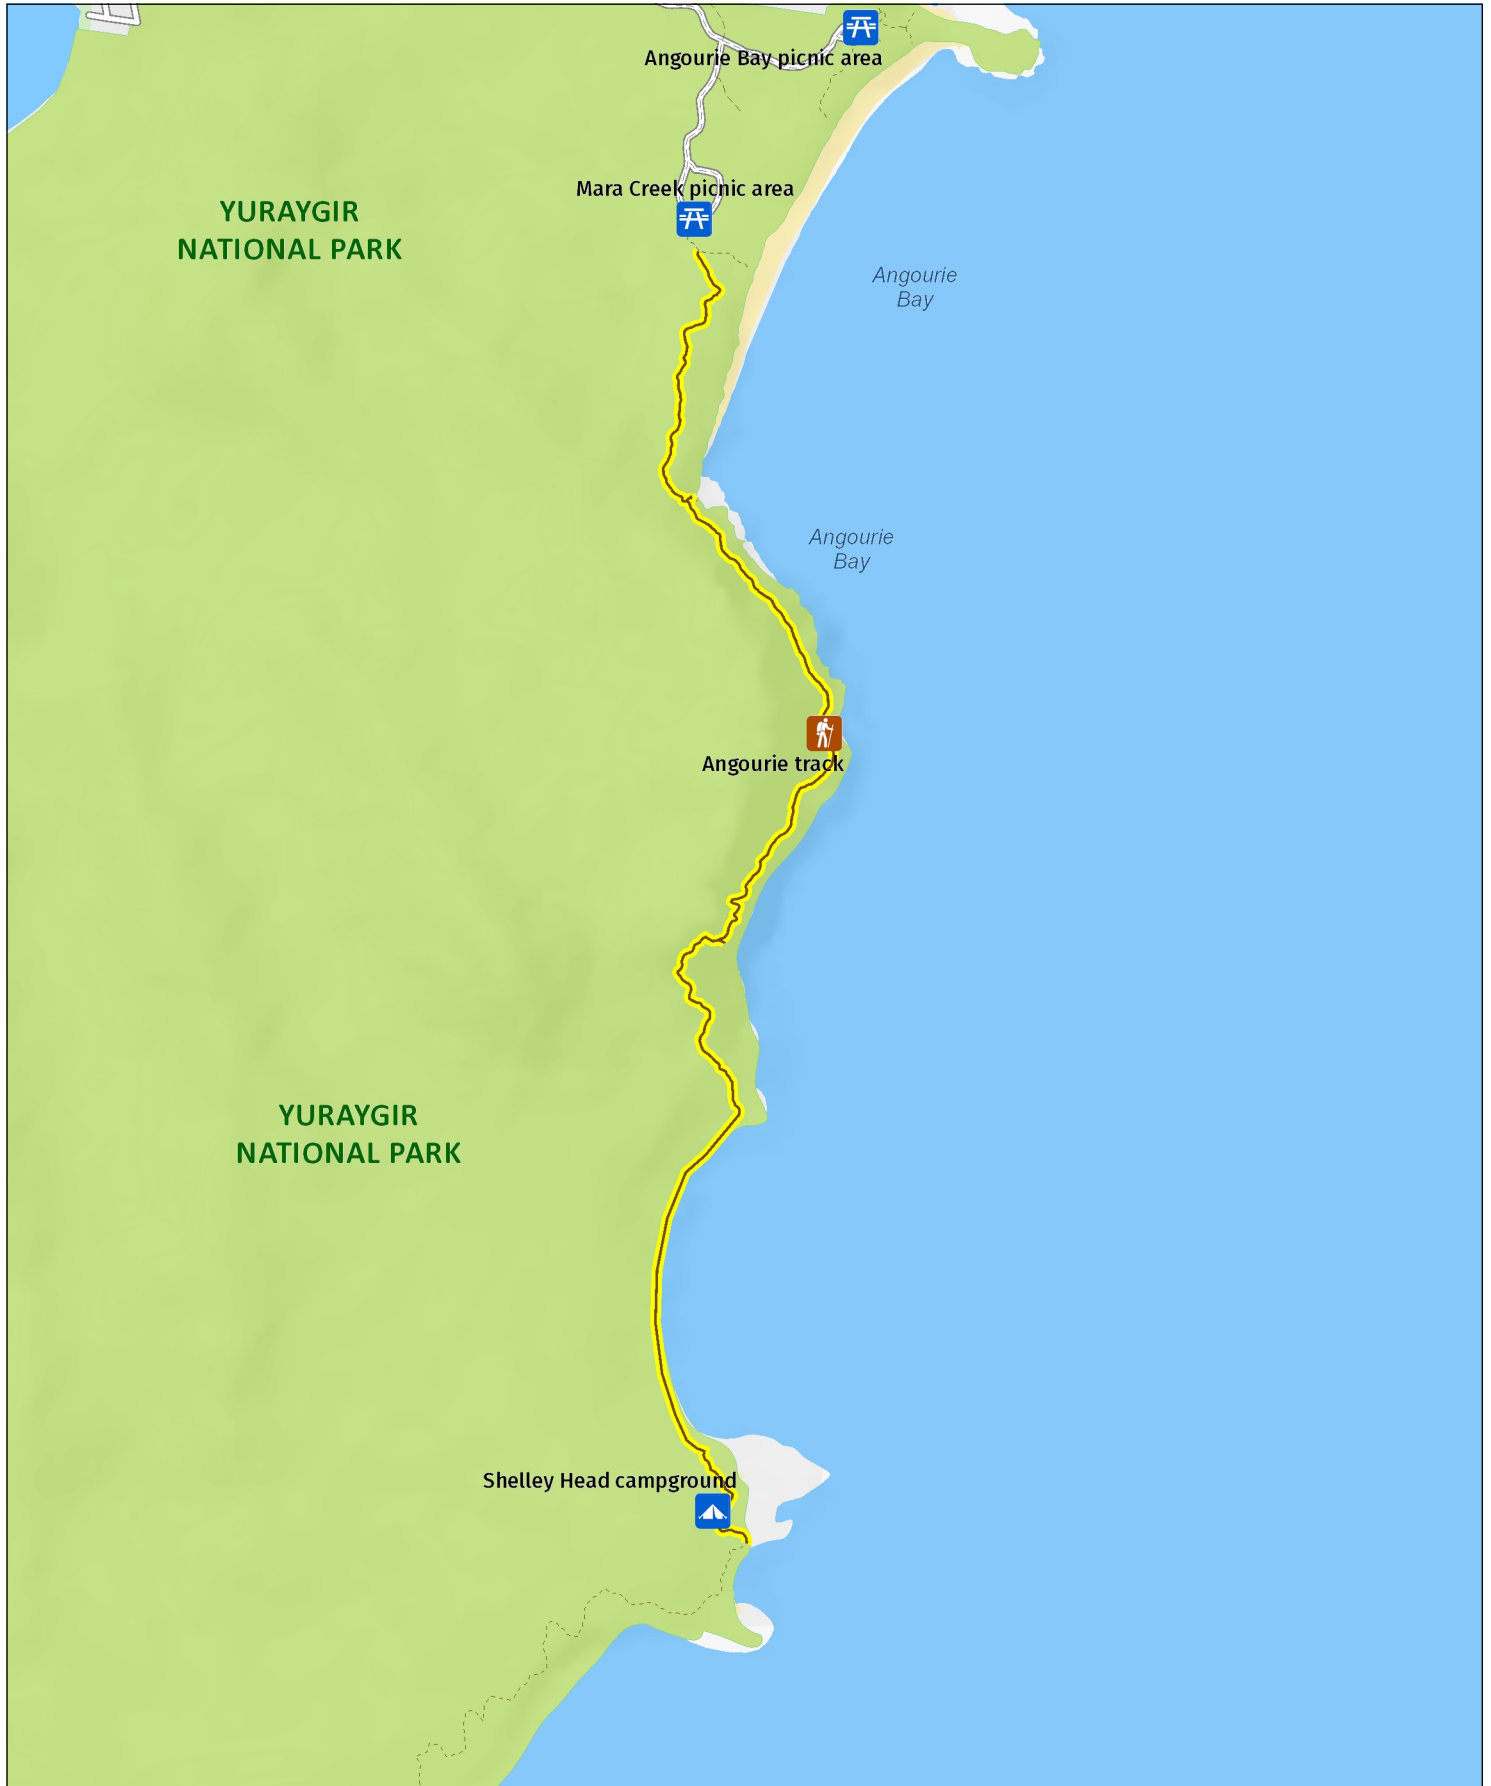 Angourie Bay picnic area
Mara Creek picnic area
YURAYGIR
NATIONAL PARK
Angourie
Bay
Angourie
Bay
Angourie track
YURAYGIR
NATIONAL PARK
Shelley Head campground